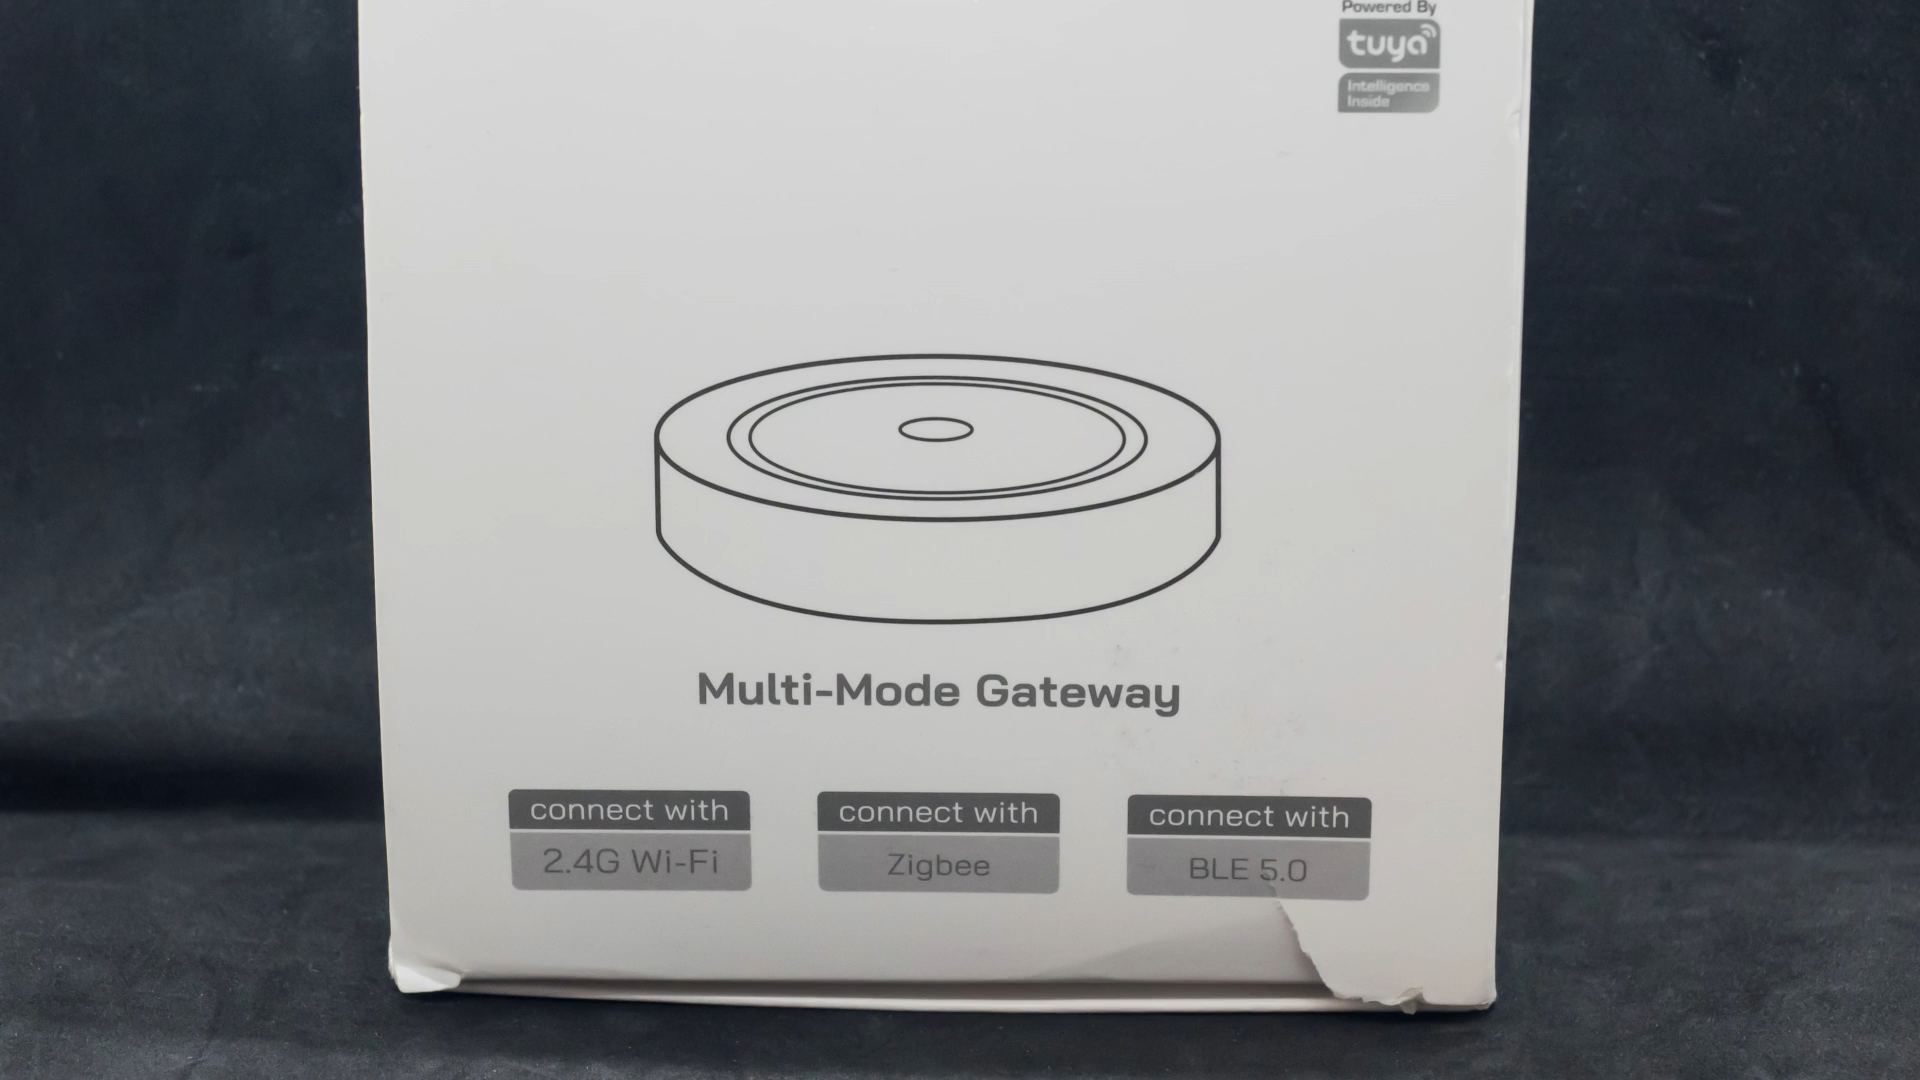 Powered By
tuya
Intelligence
Inside
Multi-Mode Gateway
connect with
2.4G Wi-Fi
connect with
Zigbee
connect with
BLE 5.0